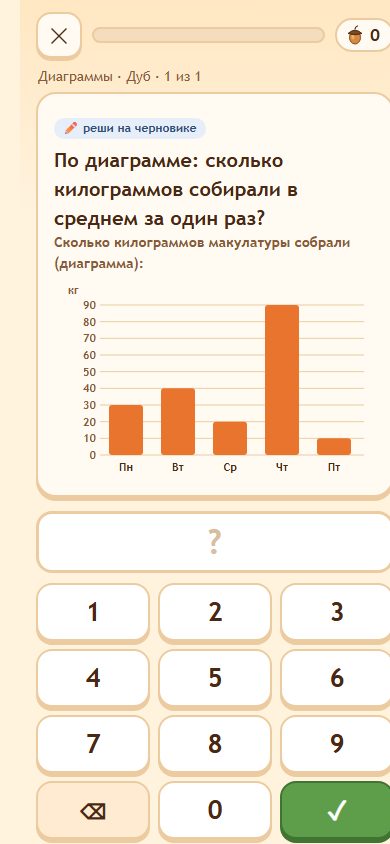 0
Диаграммы · Дуб · 1 из 1
реши на черновике
По диаграмме: сколько
килограммов собирали в
среднем за один раз?
Сколько килограммов макулатуры собрали
(диаграмма):
кг
90
80
70
60
50
40
30
20
10
0
Пн Вт Ср Чт Пт
?
1 2 3
4 5 6
7 8 9
0